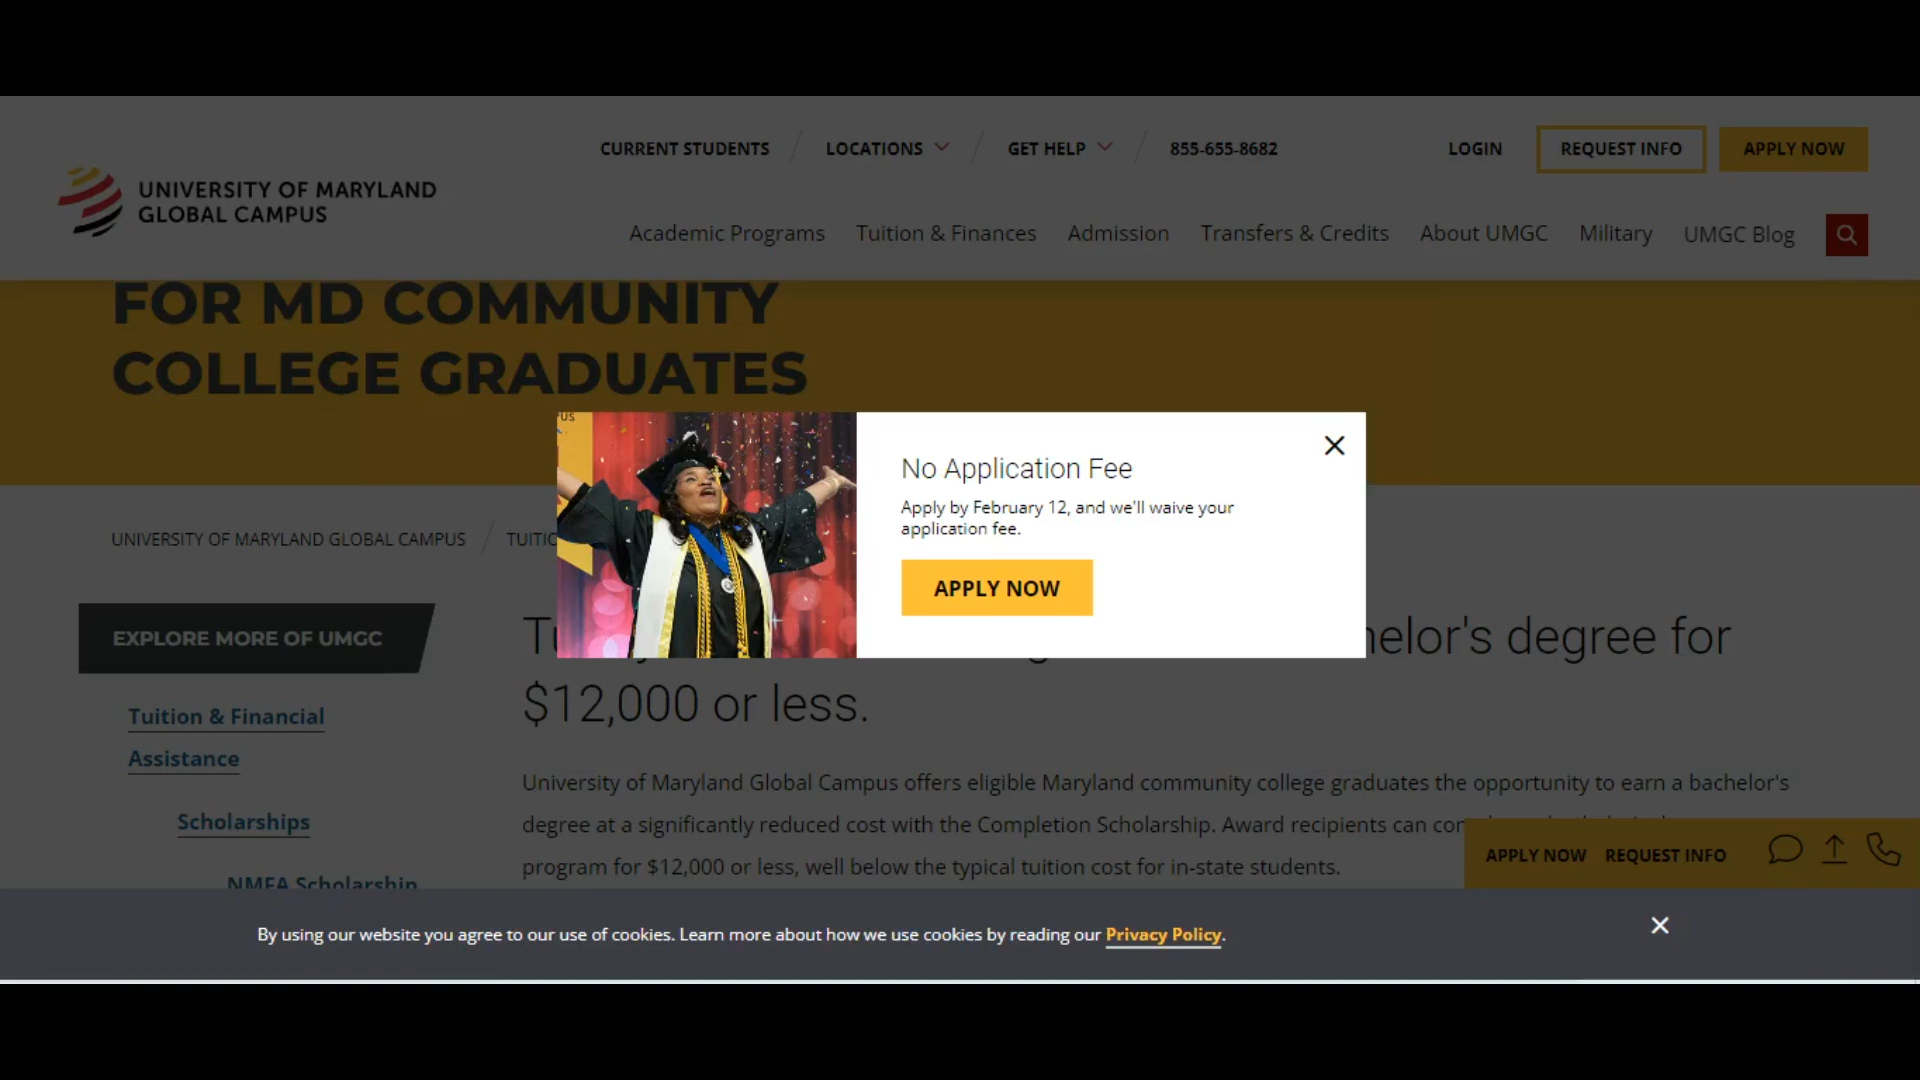 CURRENT STUDENTS
LOCATIONS
GET HELP
855-655-8682
LOGIN
REQUEST INFO
APPLY NOW
UNIVERSITY OF MARYLAND
GLOBAL CAMPUS
Academic Programs
Tuition & Finances
Admission
Transfers & Credits
About UMGC
Military
UMGC Blog
FOR MD COMMUNITY
COLLEGE GRADUATES
US
No Application Fee
Apply by February 12, and we'll waive your
application fee.
APPLY NOW
UNIVERSITY OF MARYLAND GLOBAL CAMPUS
EXPLORE MORE OF UMGC
Tuition & Financial
Assistance
Scholarships
NMFA Scholarship
degree for
$12,000 or less.
University of Maryland Global Campus offers eligible Maryland community college graduates the opportunity to earn a bachelor's
degree at a significantly reduced cost with the Completion Scholarship. Award recipients can
program for $12,000 or less, well below the typical tuition cost for in-state students.
APPLY NOW
REQUEST INFO
By using our website you agree to our use of cookies. Learn more about how we use cookies by reading our Privacy Policy.